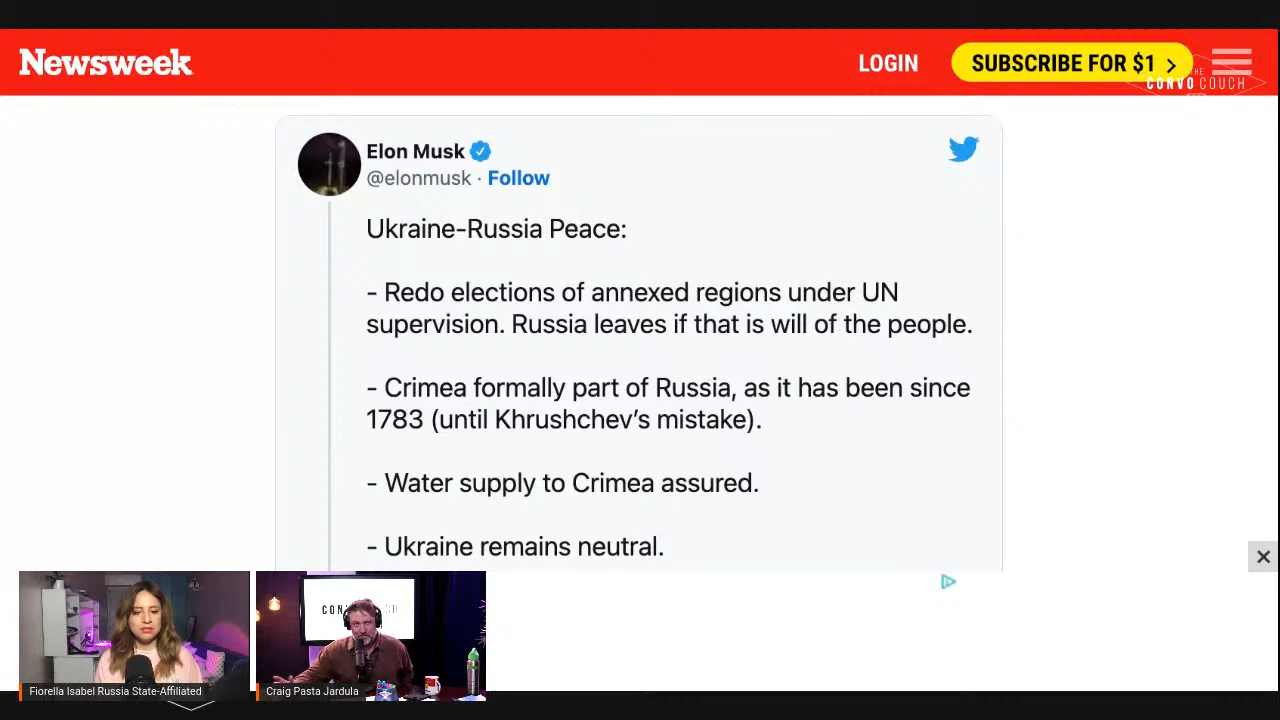 Newsweek
LOGIN
SUBSCRIBE FOR $1
THE
CONVO COUCH
Elon Musk
@elonmusk · Follow
Ukraine-Russia Peace:
- Redo elections of annexed regions under UN
supervision. Russia leaves if that is will of the people.
- Crimea formally part of Russia, as it has been since
1783 (until Khrushchev’s mistake).
- Water supply to Crimea assured.
- Ukraine remains neutral.
Fiorella Isabel Russia State-Affiliated
Craig Pasta Jardula